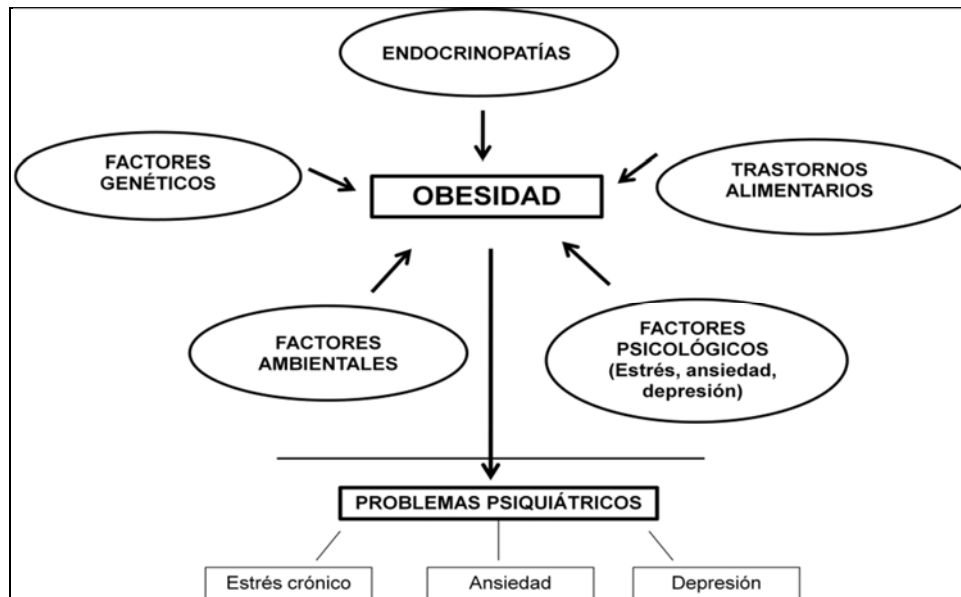 ENDOCRINOPATÍAS
FACTORES
GENÉTICOS
TRASTORNOS
ALIMENTARIOS
OBESIDAD
FACTORES
AMBIENTALES
FACTORES
PSICOLÓGICOS
(Estrés, ansiedad,
depresión)
PROBLEMAS PSIQUIÁTRICOS
Estrés crónico
Ansiedad
Depresión